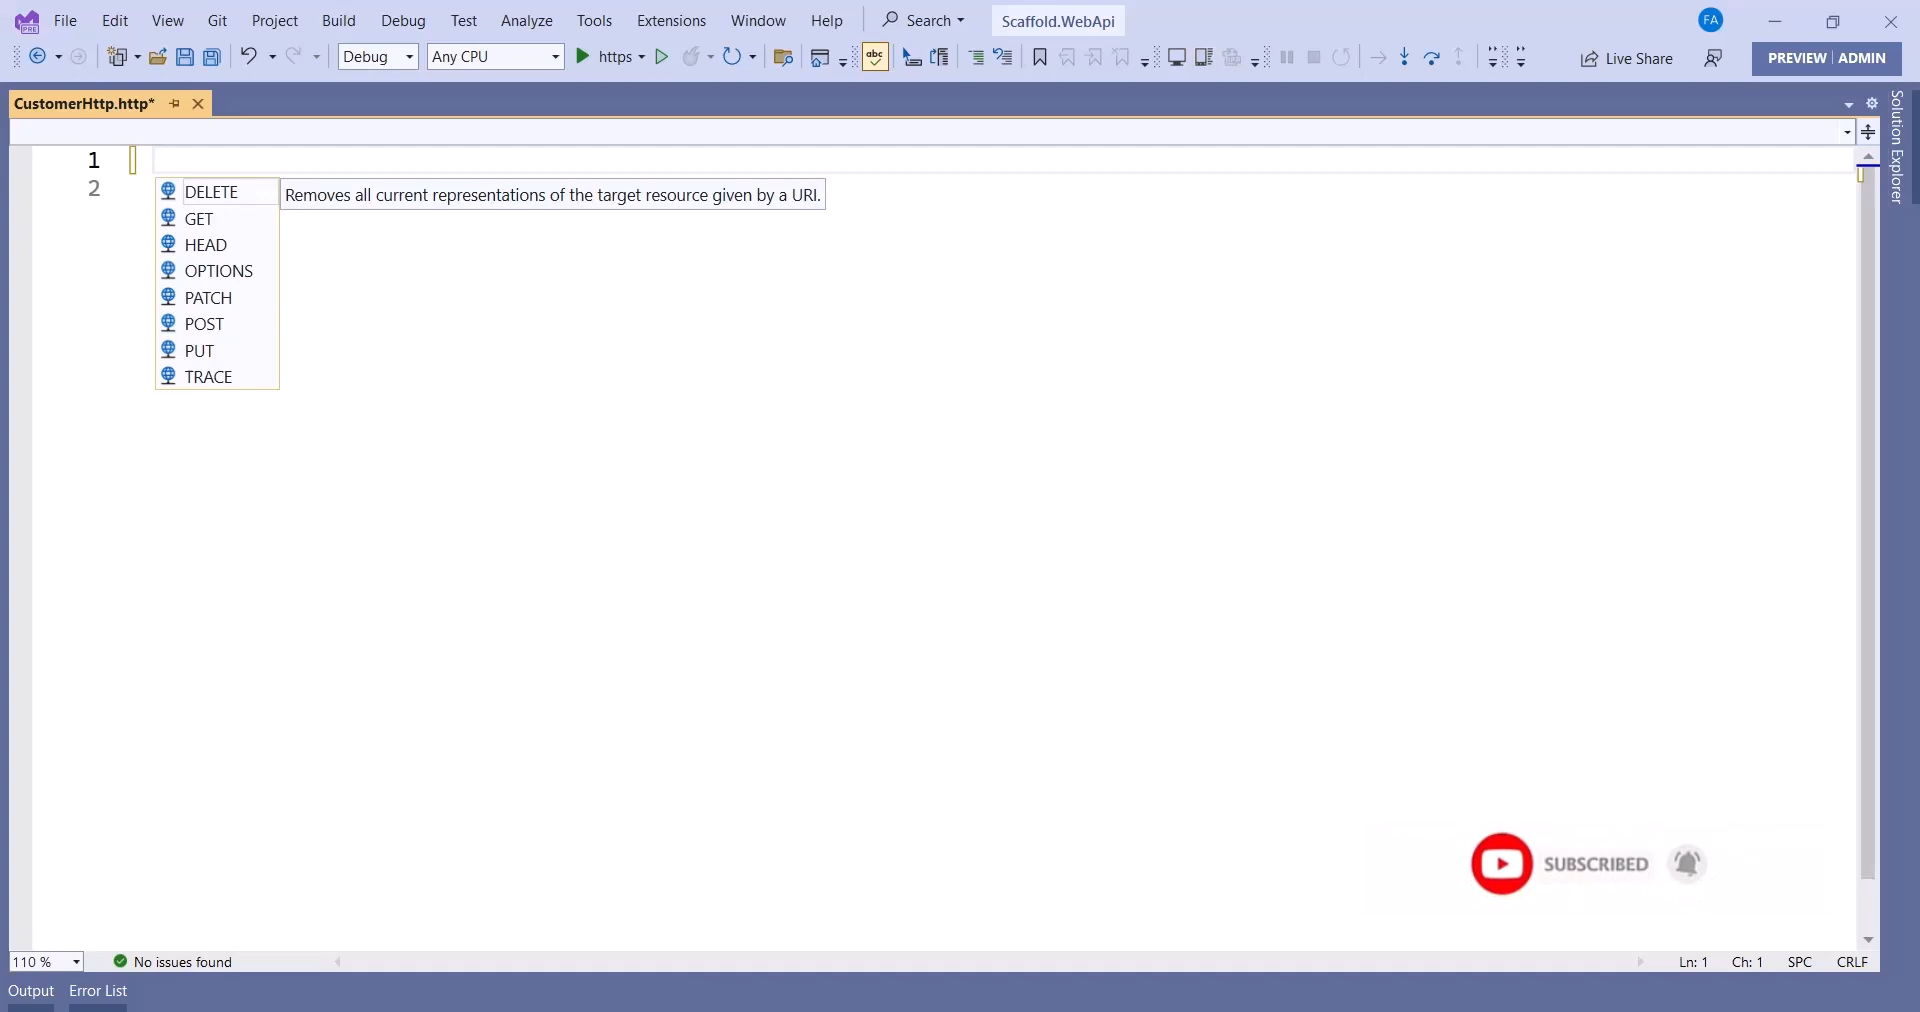 File Edit View Git Project Build Debug Test Analyze Tools Extensions Window Help Search Scaffold.WebApi FA
PRE
Debug Any CPU https abc Live Share PREVIEW ADMIN
CustomerHttp.http*
Solution Explorer
1
2
DELETE Removes all current representations of the target resource given by a URI.
GET
HEAD
OPTIONS
PATCH
POST
PUT
TRACE
SUBSCRIBED
110 % No issues found Ln: 1 Ch: 1 SPC CRLF
Output Error List